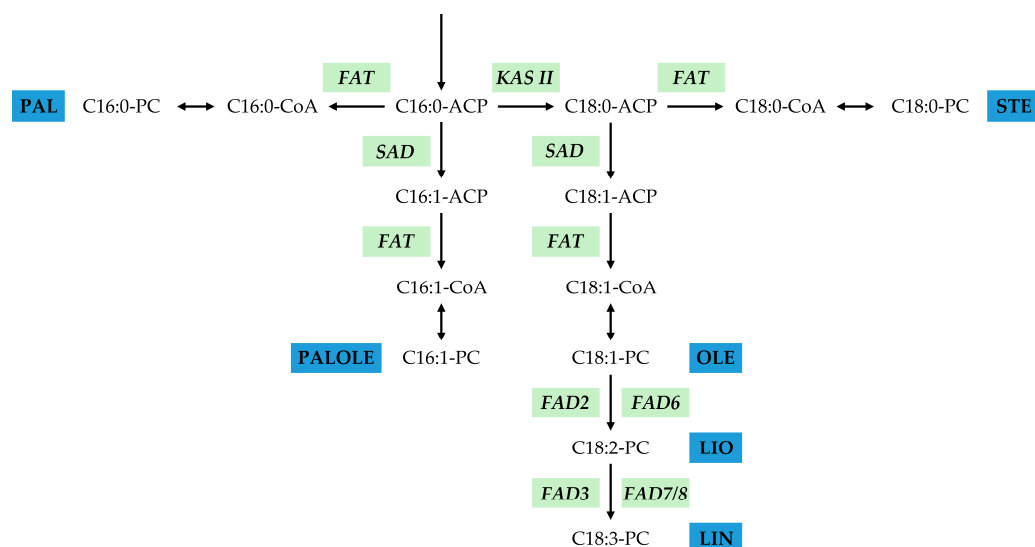 FAT KAS II FAT
PAL C16:0-PC C16:0-CoA C16:0-ACP C18:0-ACP C18:0-CoA C18:0-PC STE
SAD SAD
C16:1-ACP C18:1-ACP
FAT FAT
C16:1-CoA C18:1-CoA
PALOLE C16:1-PC C18:1-PC OLE
FAD2 FAD6
C18:2-PC LIO
FAD3 FAD7/8
C18:3-PC LIN